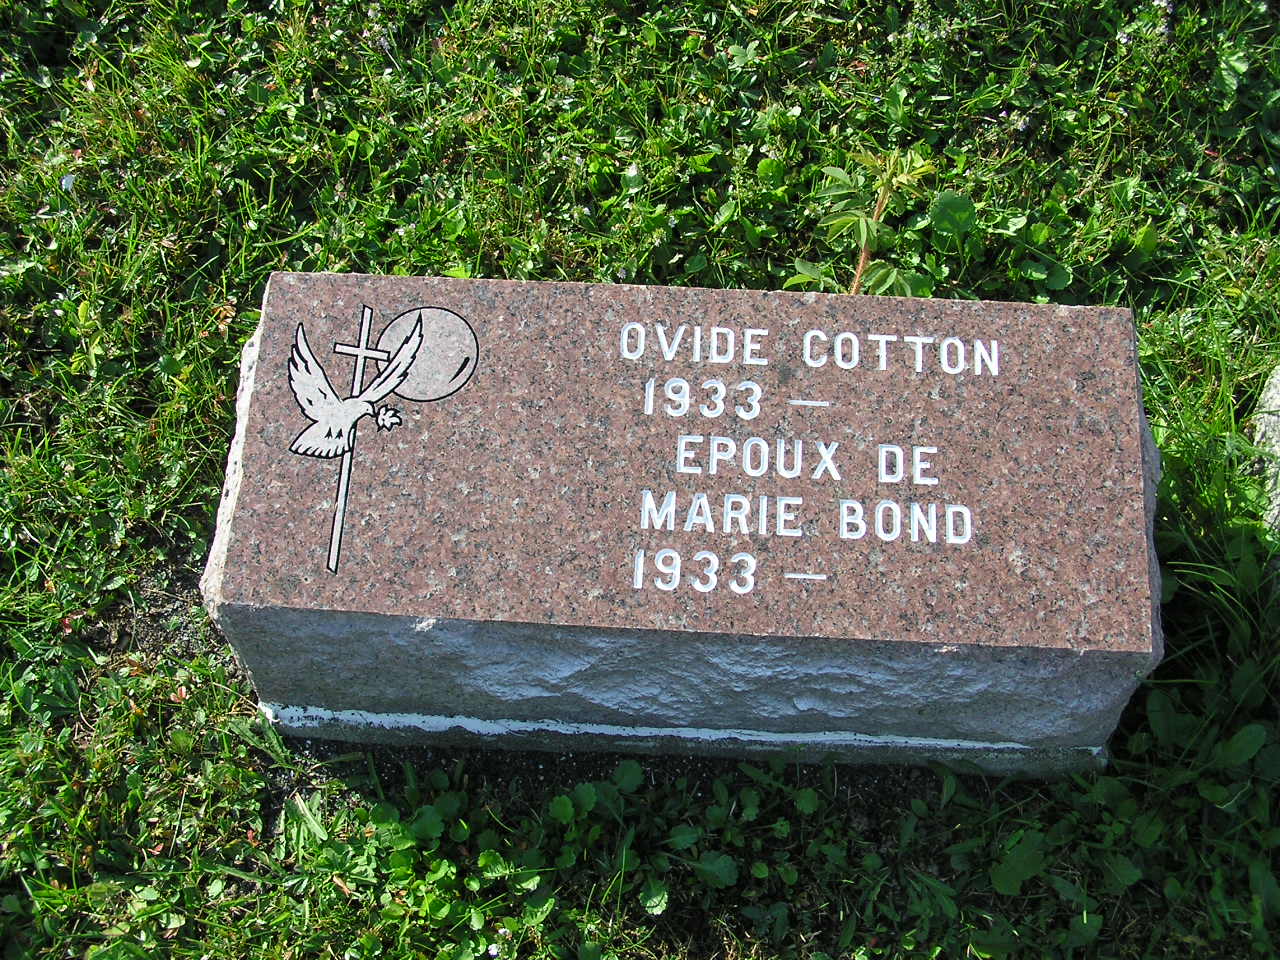 OVIDE COTTON
1933 —
EPOUX DE
MARIE BOND
1933 —